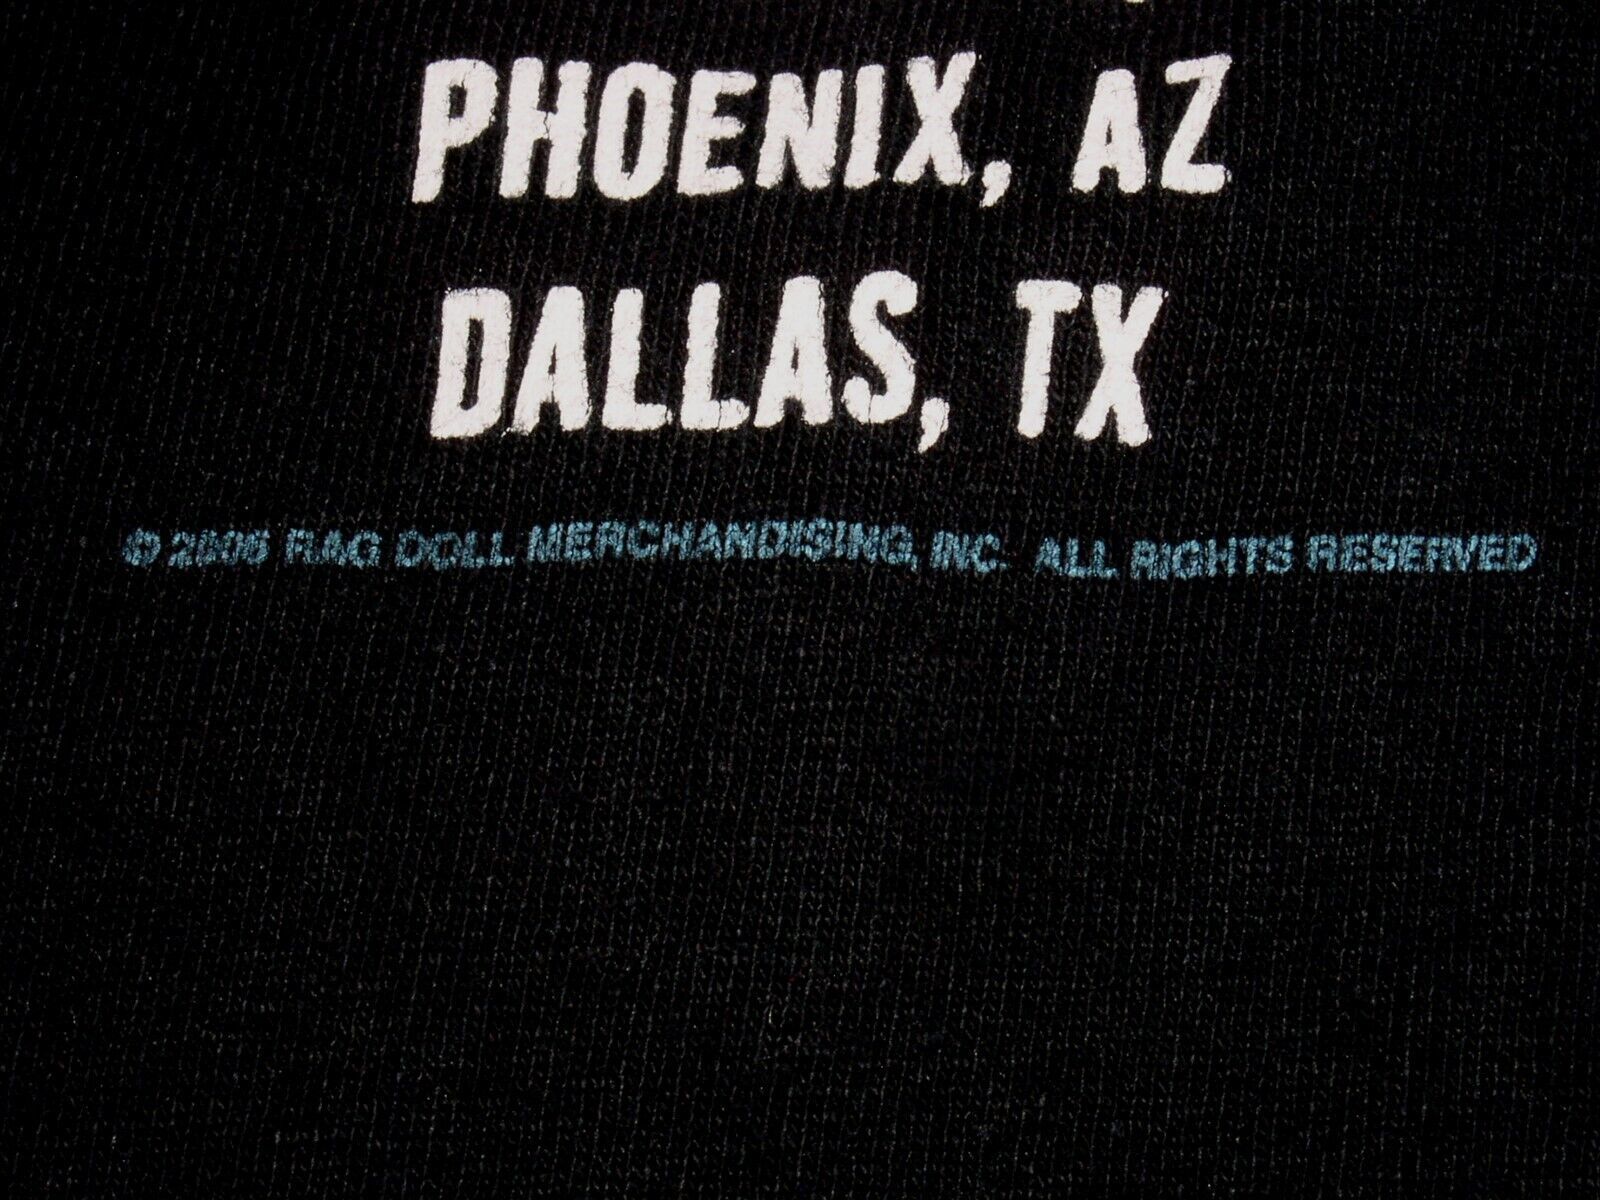 PHOENIX, AZ
DALLAS, TX
© 2006 RAG DOLL MERCHANDISING, INC. ALL RIGHTS RESERVED